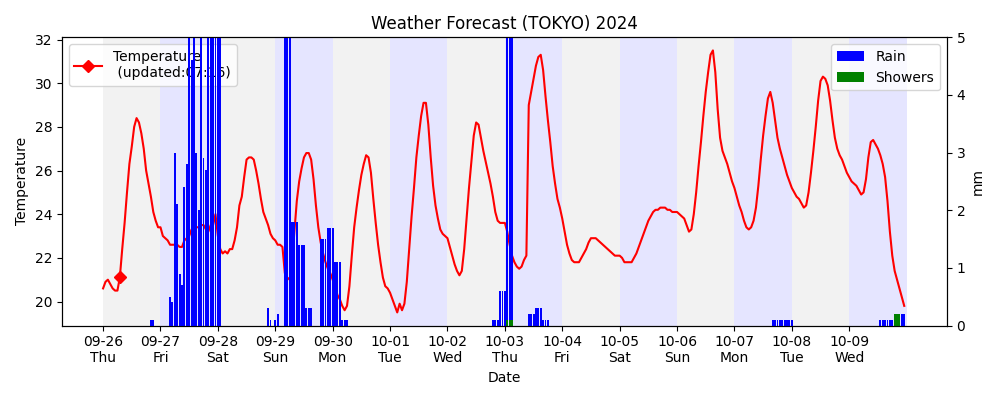 Weather Forecast (TOKYO) 2024
Temperature
(updated:07:16)
Rain
Showers
Temperature
32
30
28
26
24
22
20
5
4
3
2
1
0
mm
09-26 09-27 09-28 09-29 09-30 10-01 10-02 10-03 10-04 10-05 10-06 10-07 10-08 10-09
Thu Fri Sat Sun Mon Tue Wed Thu Fri Sat Sun Mon Tue Wed
Date